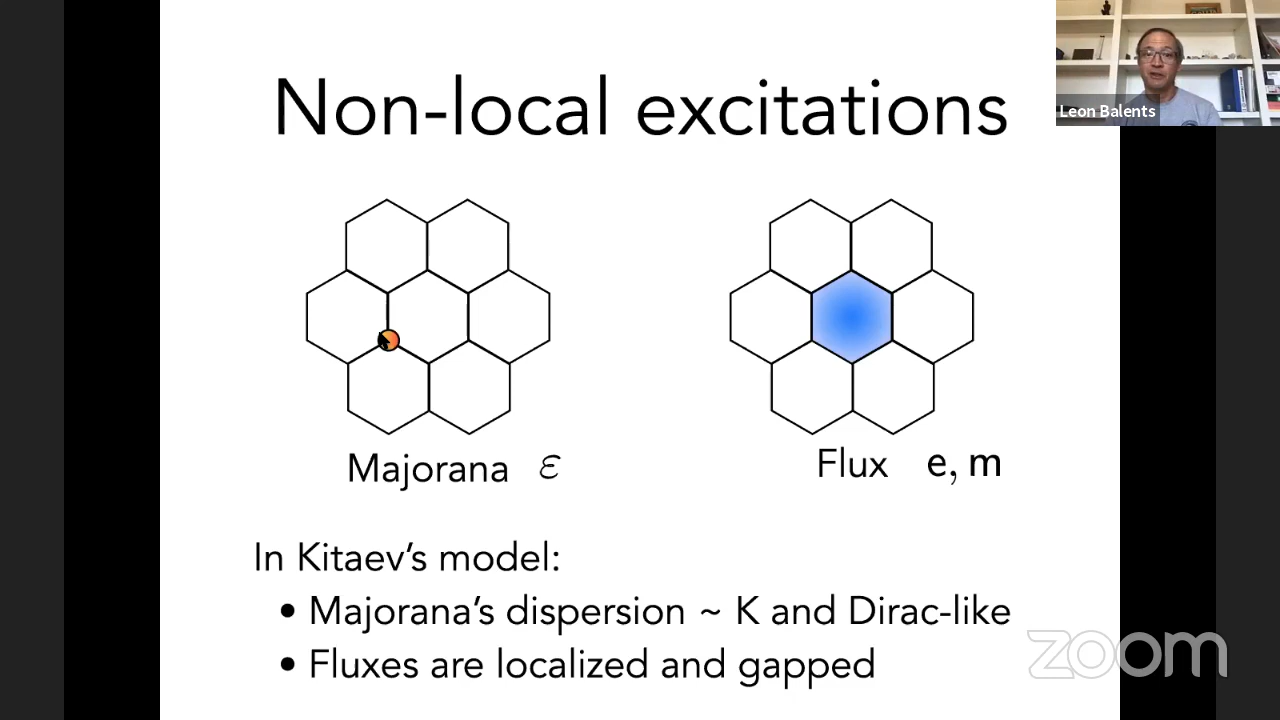 Non-local excitations
Leon Balents
Majorana ε
Flux e, m
In Kitaev’s model:
• Majorana’s dispersion ~ K and Dirac-like
• Fluxes are localized and gapped
zoom